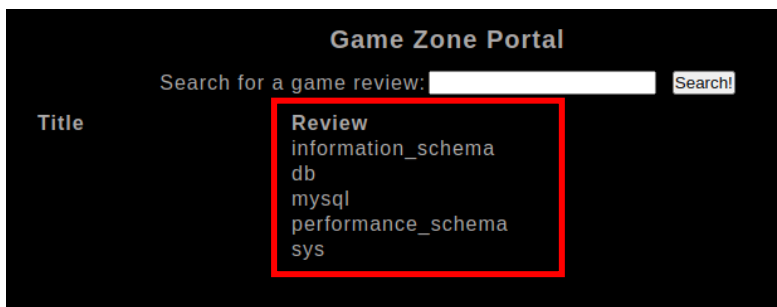 Game Zone Portal
Search for a game review: Search!
Title Review
information_schema
db
mysql
performance_schema
sys